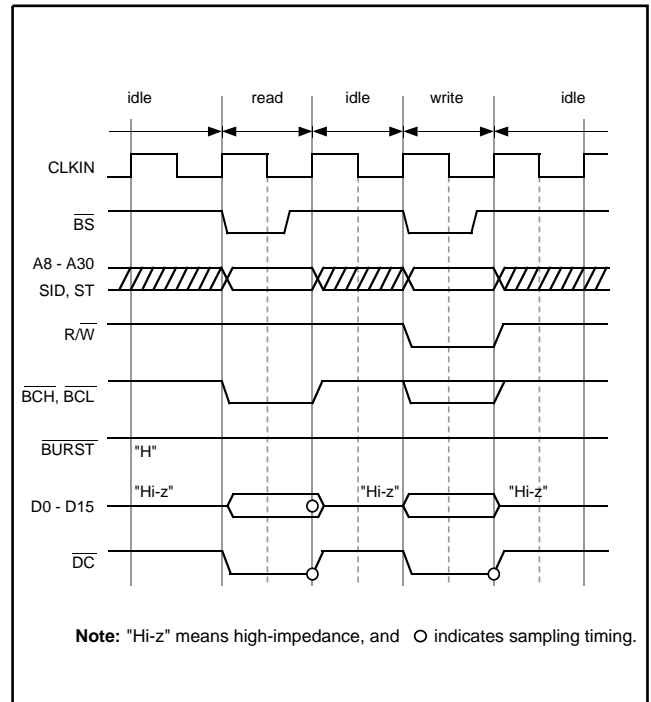 idle read idle write idle
CLKIN
BS
A8 - A30
SID, ST
R/W
BCH, BCL
BURST "H"
"Hi-z" "Hi-z" "Hi-z"
D0 - D15
DC
Note: "Hi-z" means high-impedance, and O indicates sampling timing.